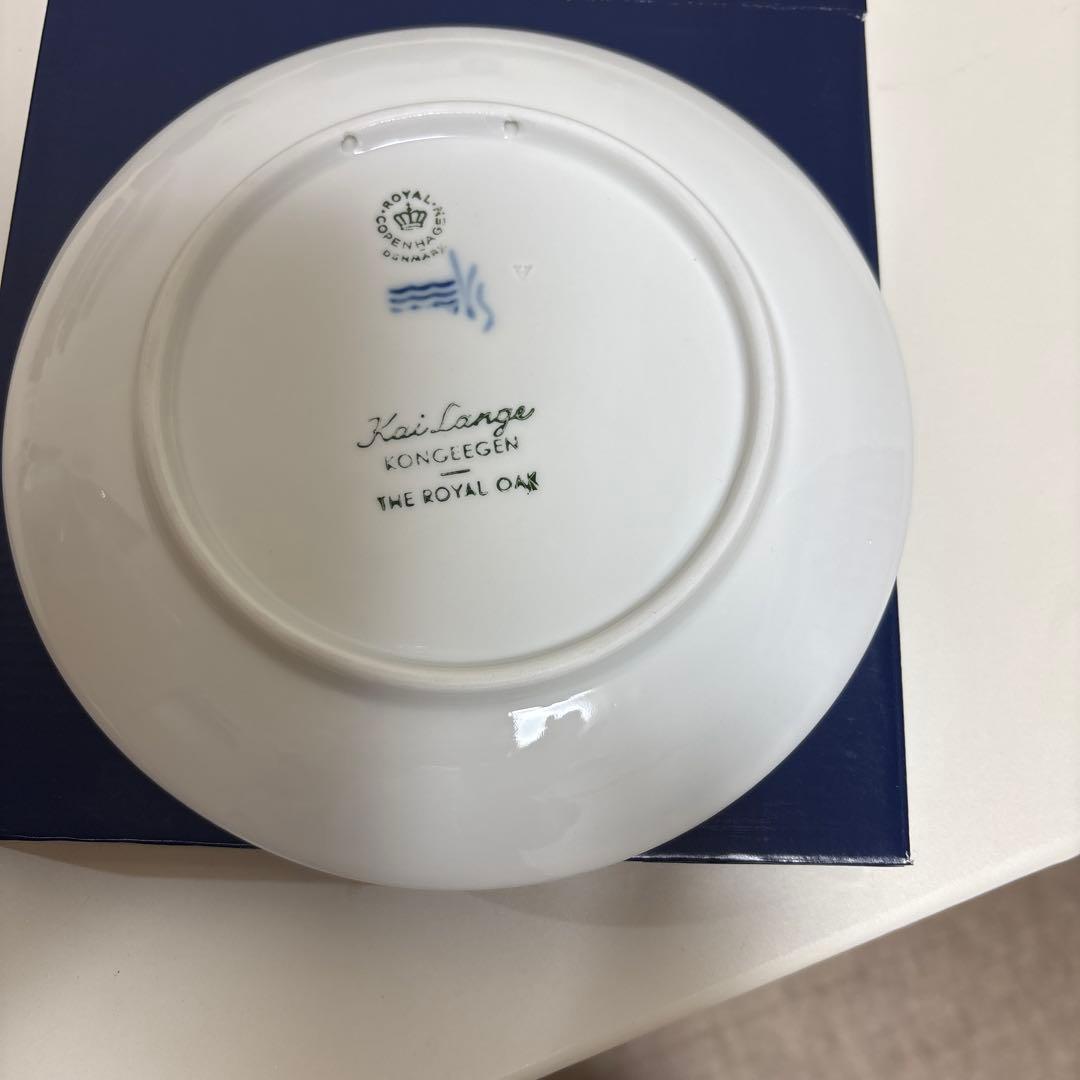 ROYAL
COPENHAGEN
DENMARK
Kai Lange
KONGEEGEN
THE ROYAL OAK